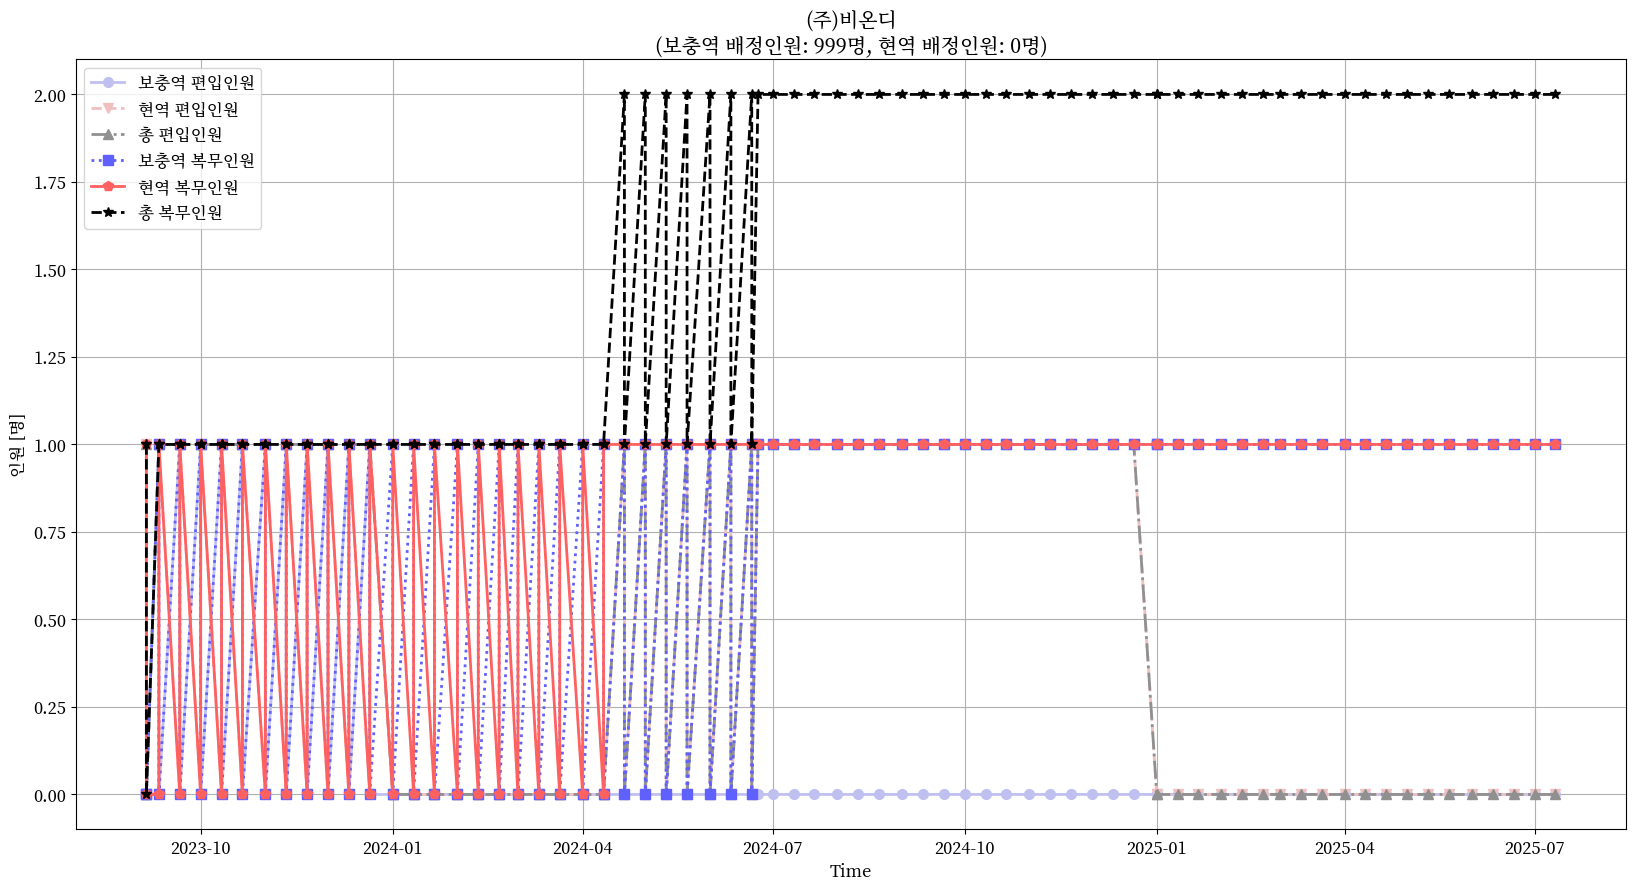 (주)비온디
(보충역 배정인원: 999명, 현역 배정인원: 0명)
보충역 편입인원
현역 편입인원
총 편입인원
보충역 복무인원
현역 복무인원
총 복무인원
인원 [명]
2.00
1.75
1.50
1.25
1.00
0.75
0.50
0.25
0.00
2023-10 2024-01 2024-04 2024-07 2024-10 2025-01 2025-04 2025-07
Time